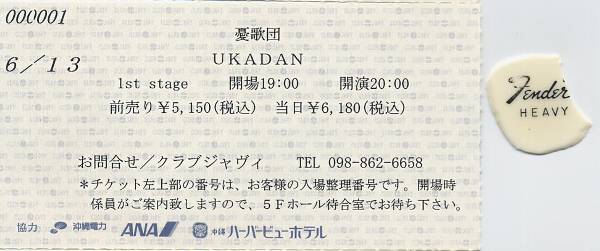 000001
6/13
憂歌団
UKADAN
1st stage 開場19:00 開演20:00
前売り¥5,150(税込) 当日¥6,180(税込)
お問合せ/クラブジャヴィ TEL 098-862-6658
*チケット左上部の番号は、お客様の入場整理番号です。開場時
係員がご案内致しますので、5Fホール待合室でお待ち下さい。
協力 沖縄電力 ANA 沖縄ハーバービューホテル
Fender
HEAVY